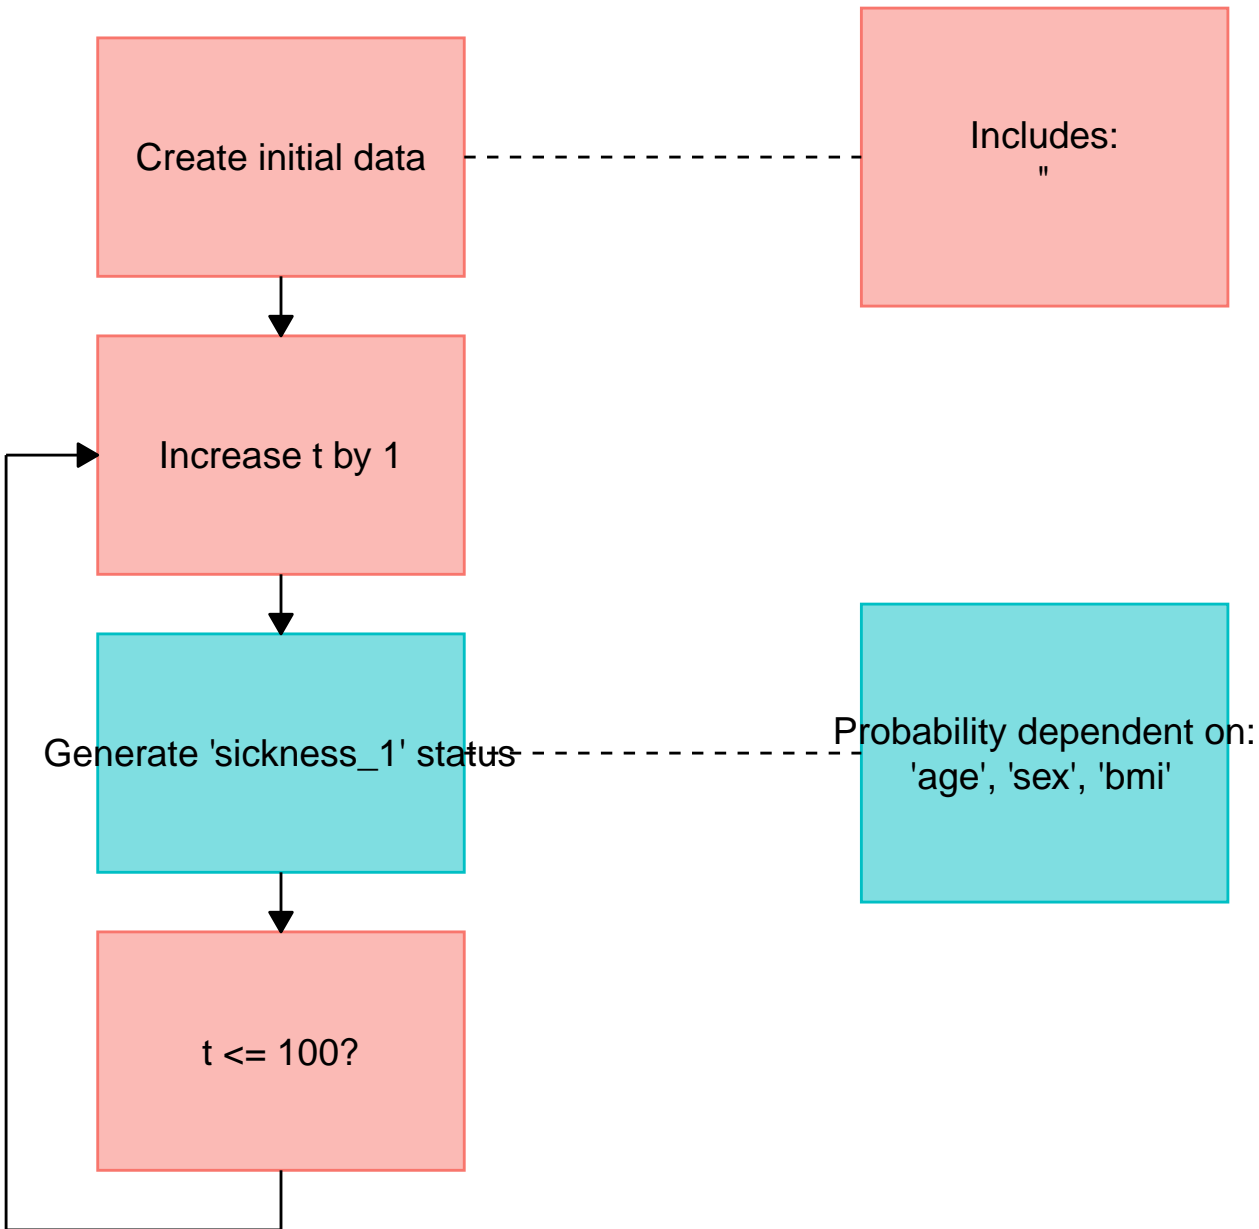 Create initial data
Includes:
''
Increase t by 1
Generate 'sickness_1' status
Probability dependent on:
'age', 'sex', 'bmi'
t <= 100?